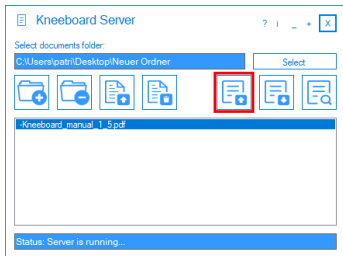 Kneeboard Server
? i _ + X
Select documents folder:
C:\Users\patri\Desktop\Neuer Ordner
Select
-Kneeboard_manual_1_5.pdf
Status: Server is running...